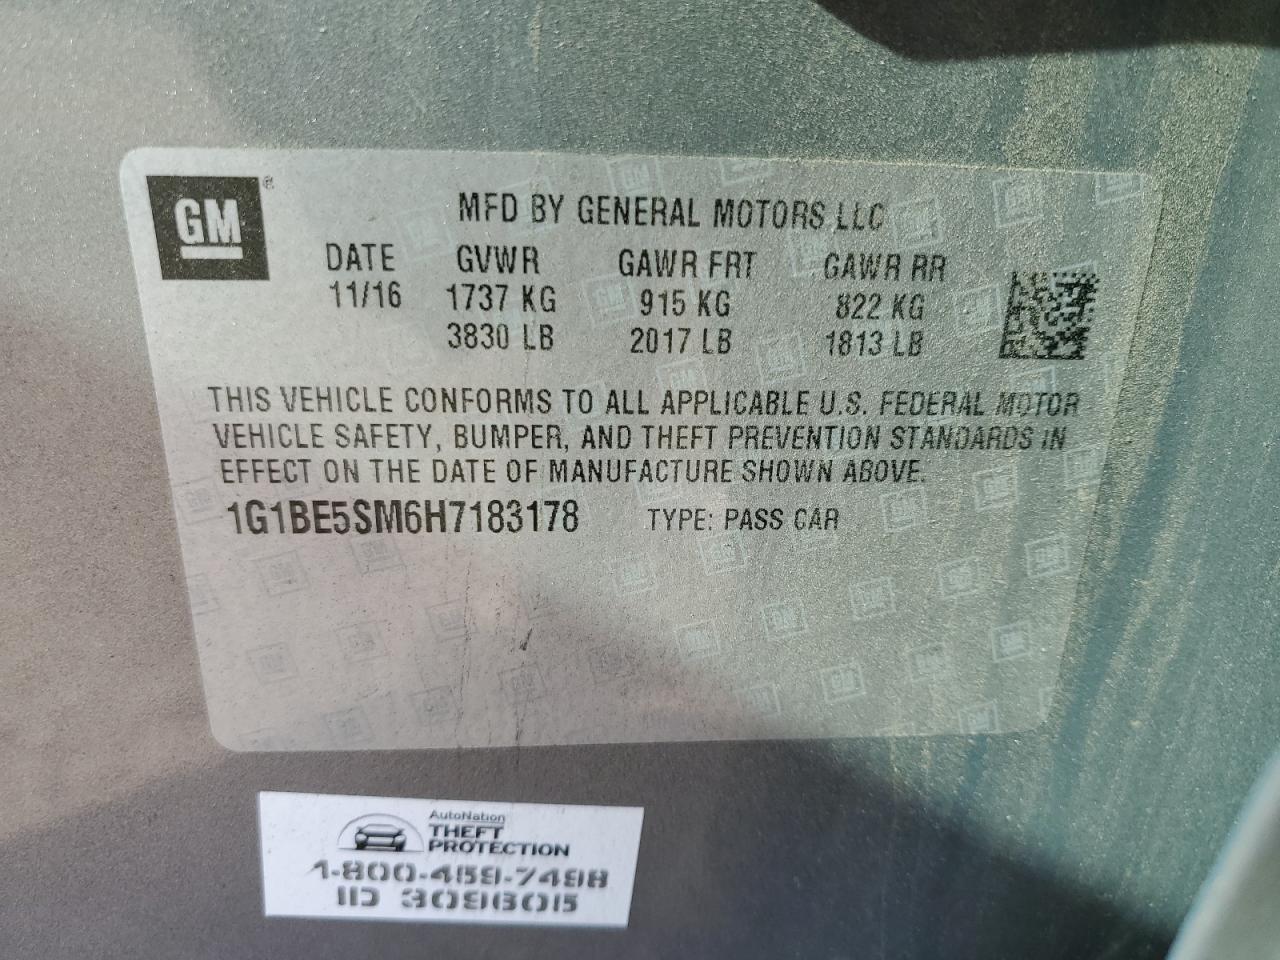 GM®
MFD BY GENERAL MOTORS LLC
DATE GVWR GAWR FRT GAWR RR
11/16 1737 KG 915 KG 822 KG
3830 LB 2017 LB 1813 LB
THIS VEHICLE CONFORMS TO ALL APPLICABLE U.S. FEDERAL MOTOR
VEHICLE SAFETY, BUMPER, AND THEFT PREVENTION STANDARDS IN
EFFECT ON THE DATE OF MANUFACTURE SHOWN ABOVE.
1G1BE5SM6H7183178 TYPE: PASS CAR
AutoNation
THEFT
PROTECTION
1-800-459-7498
ID 3096015